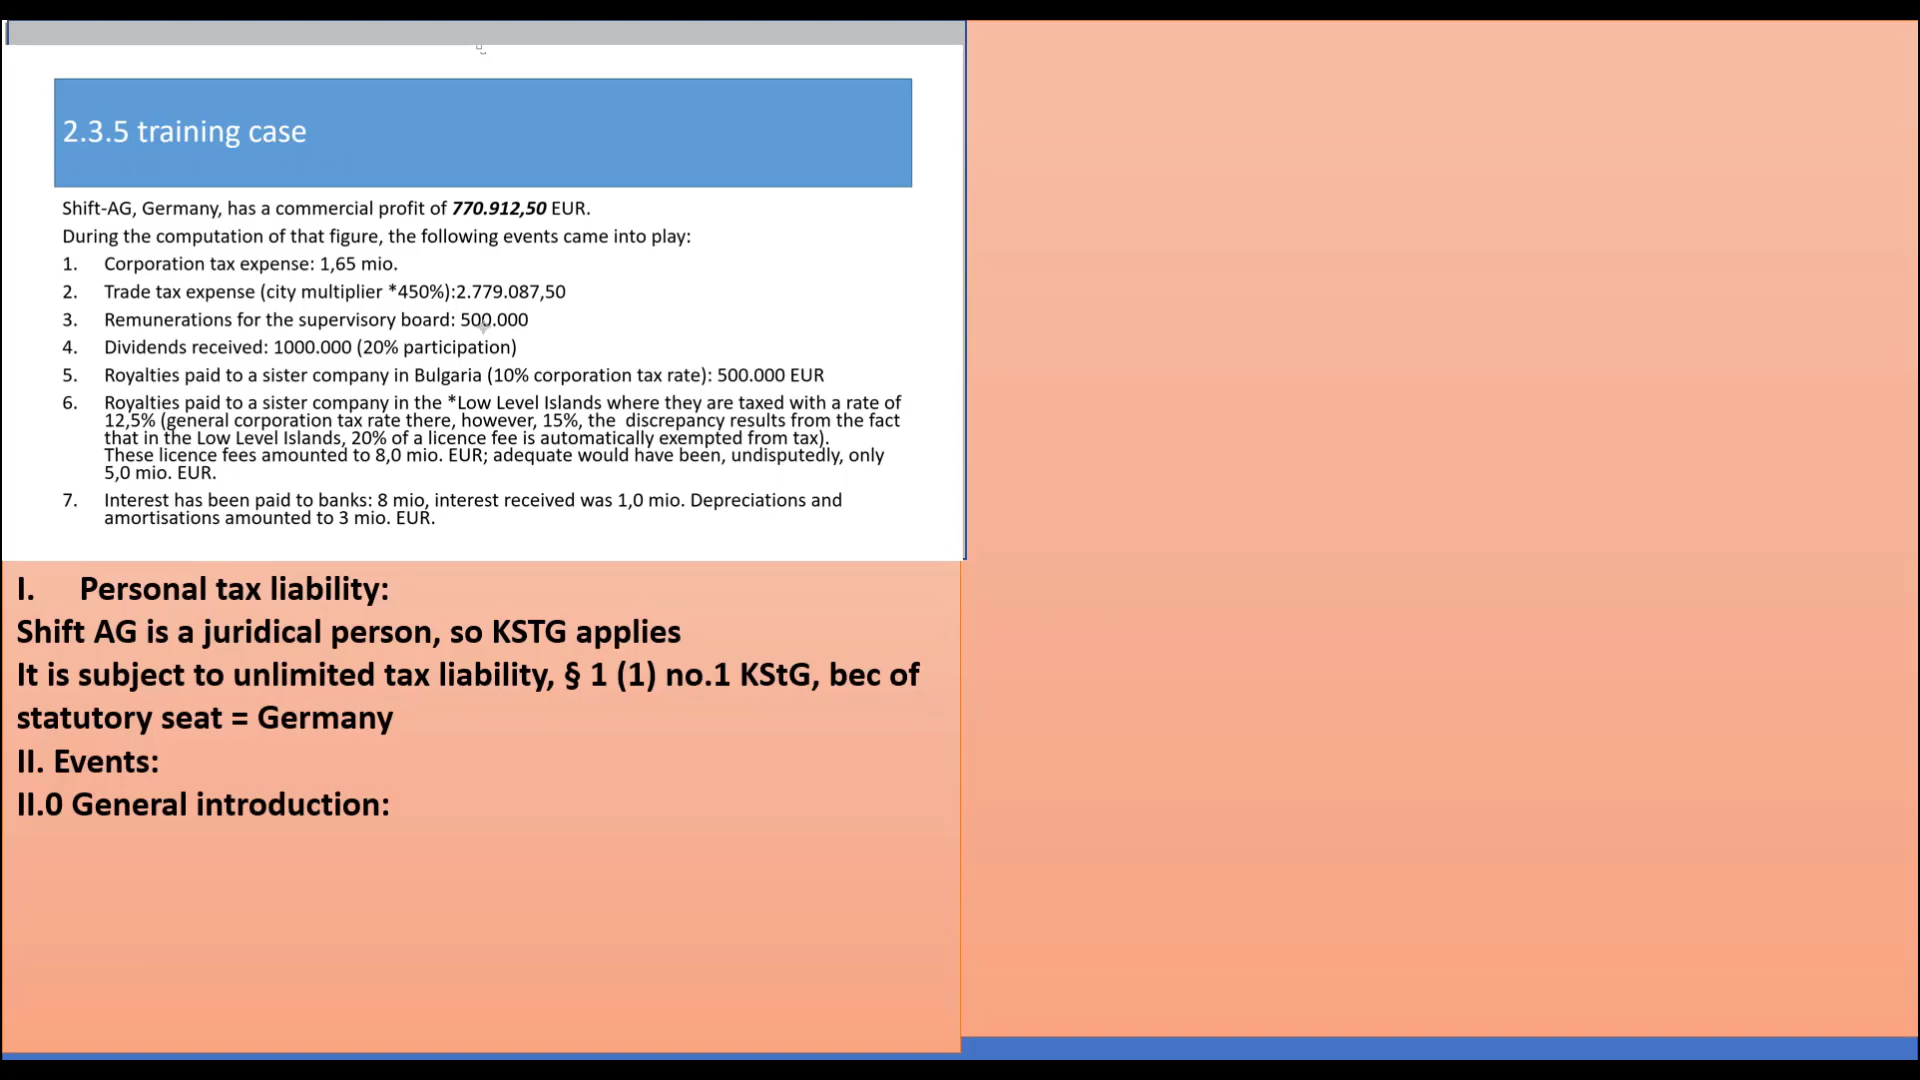 2.3.5 training case
Shift-AG, Germany, has a commercial profit of 770.912,50 EUR.
During the computation of that figure, the following events came into play:
1. Corporation tax expense: 1,65 mio.
2. Trade tax expense (city multiplier *450%):2.779.087,50
3. Remunerations for the supervisory board: 500.000
4. Dividends received: 1000.000 (20% participation)
5. Royalties paid to a sister company in Bulgaria (10% corporation tax rate): 500.000 EUR
6. Royalties paid to a sister company in the *Low Level Islands where they are taxed with a rate of
12,5% (general corporation tax rate there, however, 15%, the discrepancy results from the fact
that in the Low Level Islands, 20% of a licence fee is automatically exempted from tax).
These licence fees amounted to 8,0 mio. EUR; adequate would have been, undisputedly, only
5,0 mio. EUR.
7. Interest has been paid to banks: 8 mio, interest received was 1,0 mio. Depreciations and
amortisations amounted to 3 mio. EUR.
I. Personal tax liability:
Shift AG is a juridical person, so KSTG applies
It is subject to unlimited tax liability, § 1 (1) no.1 KStG, bec of
statutory seat = Germany
II. Events:
II.0 General introduction: